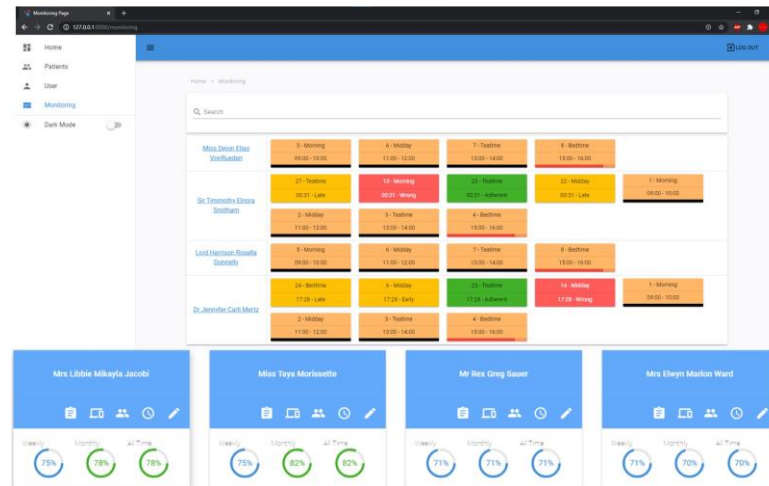 Monitoring Page
127.0.0.1:8000/monitoring
Home
Patients
User
Monitoring
Dark Mode
LOG OUT
Home • Monitoring
Search
Miss Deion Elias
VonRueden
5 - Morning
09:00 - 10:00
6 - Midday
11:00 - 12:00
7 - Teatime
13:00 - 14:00
8 - Bedtime
15:00 - 16:00
Sir Timmothy Elnora
Smitham
27 - Teatime
00:31 - Late
13 - Morning
00:31 - Wrong
23 - Teatime
00:31 - Adherent
22 - Midday
00:31 - Late
1 - Morning
09:00 - 10:00
2 - Midday
11:00 - 12:00
3 - Teatime
13:00 - 14:00
4 - Bedtime
15:00 - 16:00
Lord Harrison Rosella
Donnelly
5 - Morning
09:00 - 10:00
6 - Midday
11:00 - 12:00
7 - Teatime
13:00 - 14:00
8 - Bedtime
15:00 - 16:00
Dr Jennifer Carli Mertz
24 - Bedtime
17:28 - Late
17:28 - Early
23 - Teatime
17:28 - Adherent
14 - Midday
17:28 - Wrong
1 - Morning
09:00 - 10:00
2 - Midday
11:00 - 12:00
3 - Teatime
13:00 - 14:00
4 - Bedtime
15:00 - 16:00
Mrs Libbie Mikayla Jacobi
Weekly Monthly All Time
75% 78% 78%
Miss Taya Morissette
Weekly Monthly All Time
75% 82% 82%
Mr Rex Greg Sauer
Weekly Monthly All Time
71% 71% 71%
Mrs Elwyn Marlon Ward
Weekly Monthly All Time
71% 70% 70%